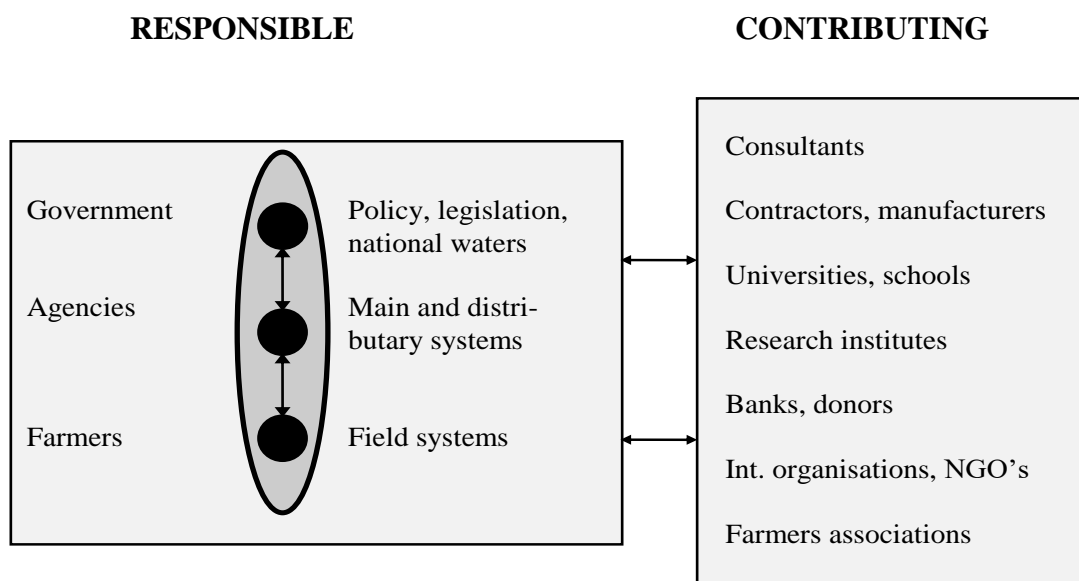 RESPONSIBLE
CONTRIBUTING
Government
Policy, legislation,
national waters
Agencies
Main and distri-
butary systems
Farmers
Field systems
Consultants
Contractors, manufacturers
Universities, schools
Research institutes
Banks, donors
Int. organisations, NGO’s
Farmers associations